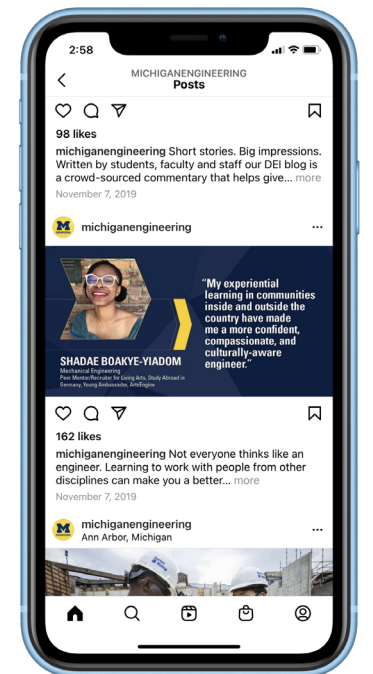 2:58
MICHIGANENGINEERING
Posts
98 likes
michiganengineering Short stories. Big impressions.
Written by students, faculty and staff our DEI blog is
a crowd-sourced commentary that helps give... more
November 7, 2019
M
michiganengineering
"My experiential
learning in communities
inside and outside the
country have made
me a more confident,
compassionate, and
culturally-aware
engineer."
SHADAE BOAKYE-YIADOM
Mechanical Engineering
Peer Mentor/Recruiter for Living Arts, Study Abroad in
Germany, Young Ambassador, ArtsEngine
162 likes
michiganengineering Not everyone thinks like an
engineer. Learning to work with people from other
disciplines can make you a better... more
November 7, 2019
M
michiganengineering
Ann Arbor, Michigan